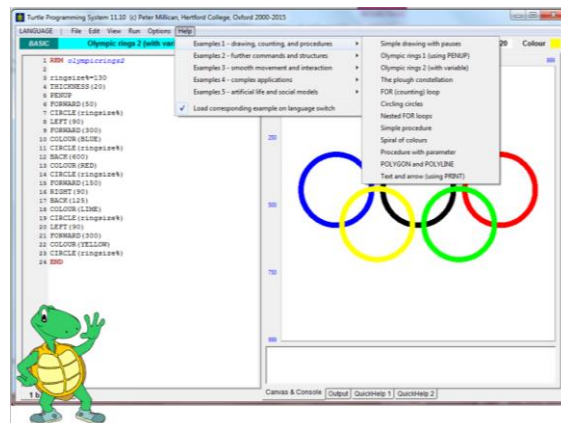 Turtle Programming System 11.10 (c) Peter Millican, Hertford College, Oxford 2000-2015
LANGUAGE | File Edit View Run Options Help
BASIC Olympic rings 2 (with vari 20 Colour
Examples 1 - drawing, counting, and procedures
Examples 2 - further commands and structures
Examples 3 - smooth movement and interaction
Examples 4 - complex applications
Examples 5 - artificial life and social models
Load corresponding example on language switch
Simple drawing with pauses
Olympic rings 1 (using PENUP)
Olympic rings 2 (with variable)
The plough constellation
FOR (counting) loop
Circling circles
Nested FOR loops
Simple procedure
Spiral of colours
Procedure with parameter
POLYGON and POLYLINE
Text and arrow (using PRINT)
1 REM olympicrings2
2
3 ringsize%=130
4 THICKNESS(20)
5 PENUP
6 FORWARD(50)
7 CIRCLE(ringsize%)
8 LEFT(90)
9 FORWARD(300)
10 COLOUR(BLUE)
11 CIRCLE(ringsize%)
12 BACK(600)
13 COLOUR(RED)
14 CIRCLE(ringsize%)
15 FORWARD(150)
16 RIGHT(90)
17 BACK(125)
18 COLOUR(LIME)
19 CIRCLE(ringsize%)
20 LEFT(90)
21 FORWARD(300)
22 COLOUR(YELLOW)
23 CIRCLE(ringsize%)
24 END
250
500
750
Canvas & Console Output QuickHelp 1 QuickHelp 2